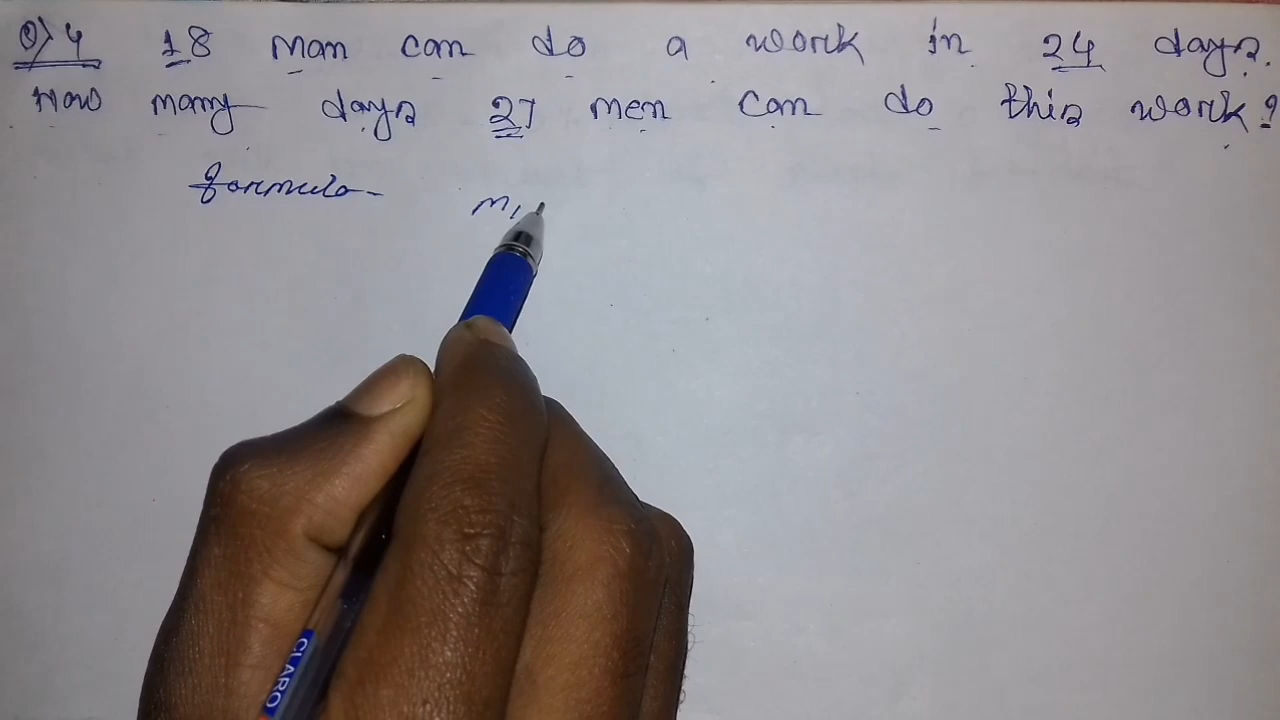 Q)> 4 18 man can do a work in 24 days.
How many days 27 men can do this work?
formula-
M1
CLARO